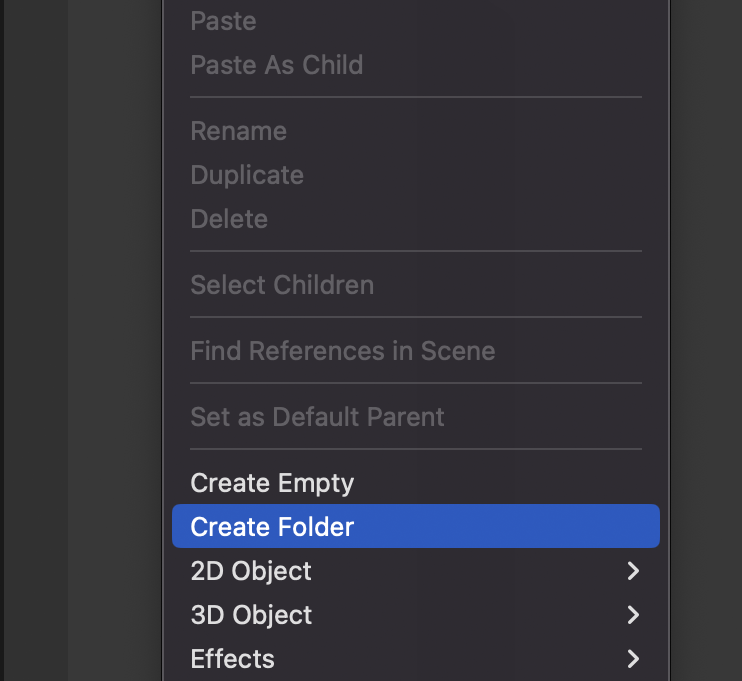 Paste
Paste As Child
Rename
Duplicate
Delete
Select Children
Find References in Scene
Set as Default Parent
Create Empty
Create Folder
2D Object
3D Object
Effects